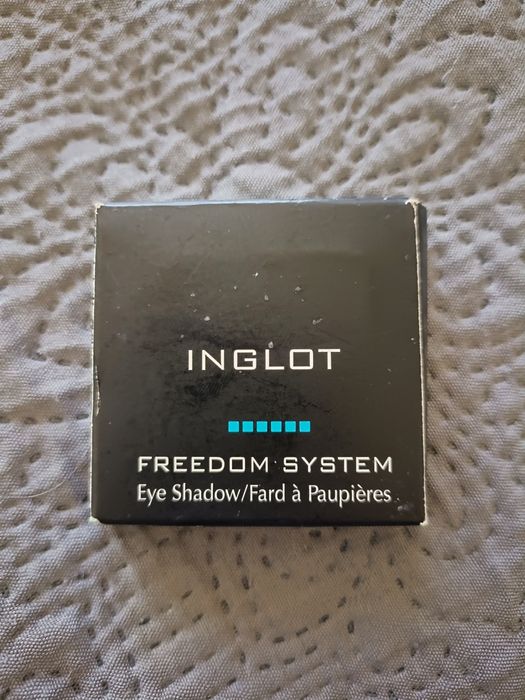 INGLOT
FREEDOM SYSTEM
Eye Shadow/Fard à Paupières